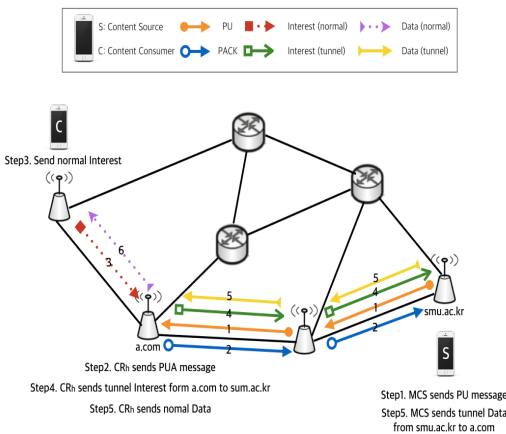 S: Content Source PU Interest (normal) Data (normal)
C: Content Consumer PACK Interest (tunnel) Data (tunnel)
C
Step3. Send normal Interest
6
3
5
4
1
2
5
4
1
2
a.com
smu.ac.kr
S
Step2. CRh sends PUA message
Step4. CRh sends tunnel Interest form a.com to sum.ac.kr
Step5. CRh sends nomal Data
Step1. MCS sends PU message
Step5. MCS sends tunnel Data
from smu.ac.kr to a.com